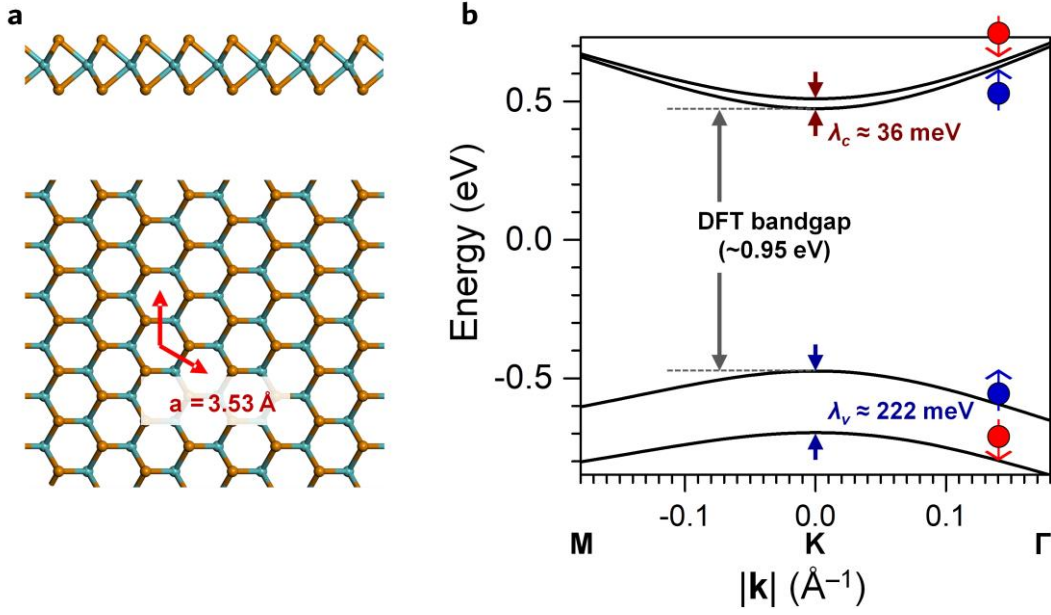 a
a = 3.53 Å
b
Energy (eV)
0.5
0.0
-0.5
λc ≈ 36 meV
DFT bandgap
(~0.95 eV)
λv ≈ 222 meV
-0.1 0.0 0.1
M K Γ
|k| (Å–1)